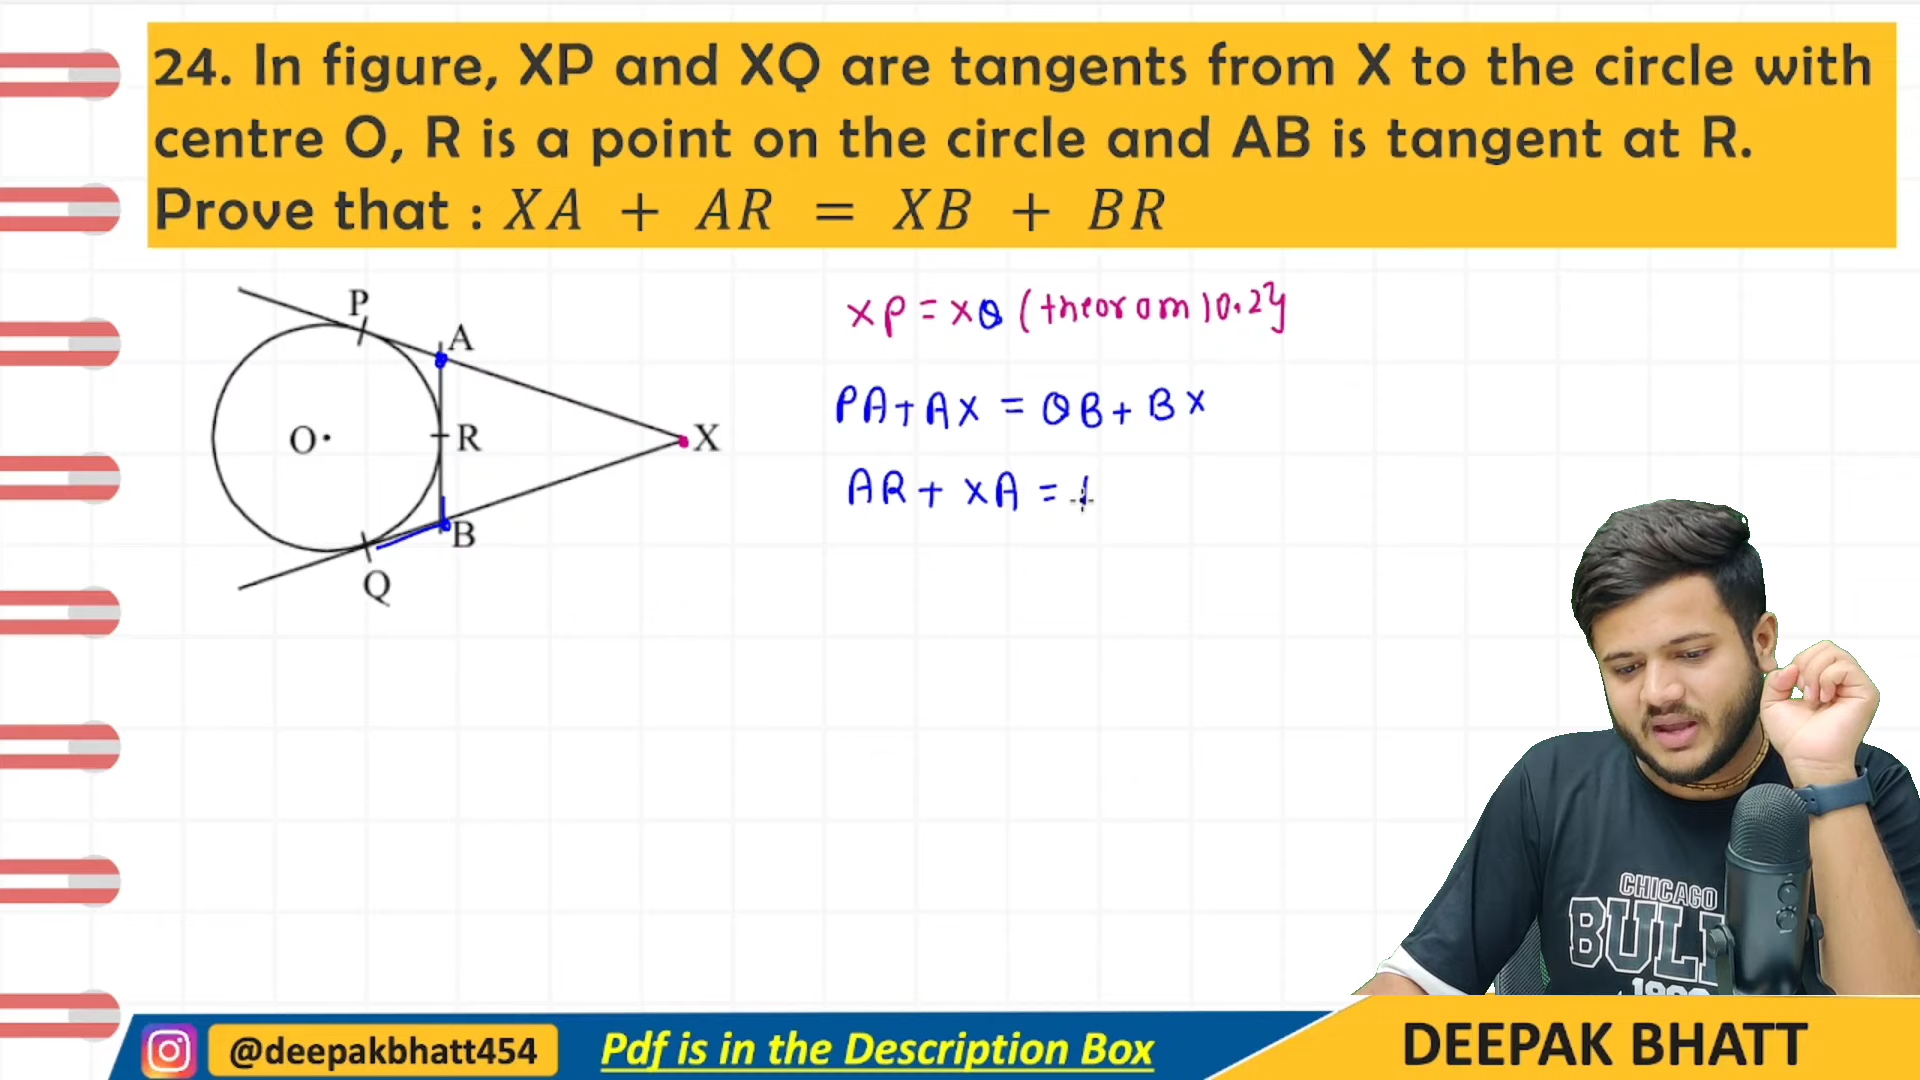 24. In figure, XP and XQ are tangents from X to the circle with
centre O, R is a point on the circle and AB is tangent at R.
Prove that : XA + AR = XB + BR
P
A
O
R
X
B
Q
XP = XQ (theorom 10.2)
PA + AX = QB + BX
AR + XA =
CHICAGO
BULL
@deepakbhatt454
Pdf is in the Description Box
DEEPAK BHATT